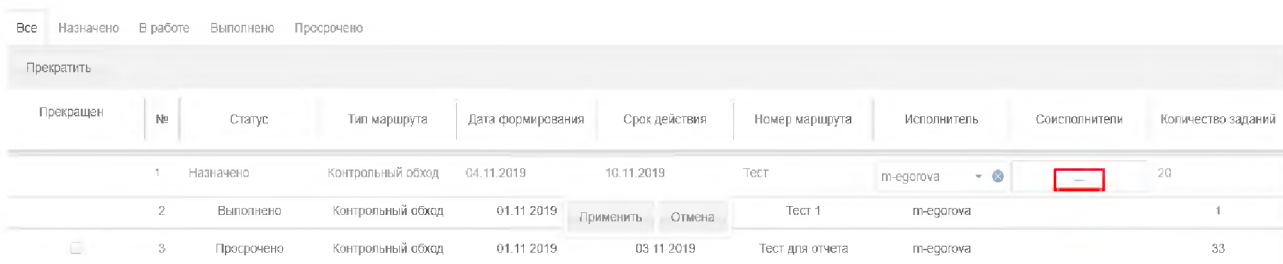 Все Назначено В работе Выполнено Просрочено
Прекратить
Прекращен № Статус Тип маршрута Дата формирования Срок действия Номер маршрута Исполнитель Соисполнители Количество заданий
1 Назначено Контрольный обход 04.11.2019 10.11.2019 Тест m-egorova ... 20
2 Выполнено Контрольный обход 01.11.2019 Применить Отмена Тест 1 m-egorova 1
3 Просрочено Контрольный обход 01.11.2019 03.11.2019 Тест для отчета m-egorova 33